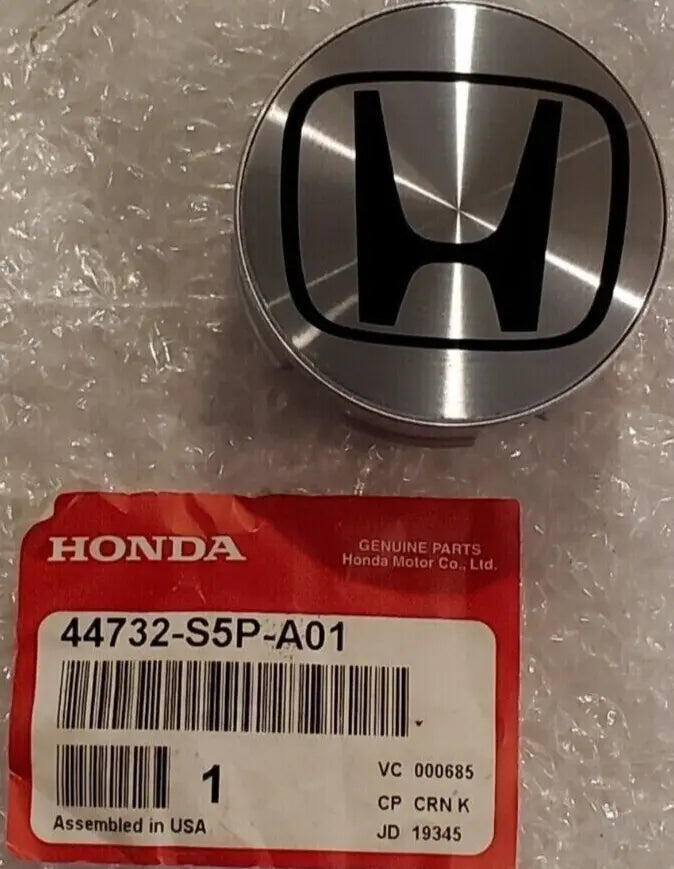 HONDA
GENUINE PARTS
Honda Motor Co., Ltd.
44732-S5P-A01
1
VC 000685
CP CRN K
Assembled in USA
JD 19345